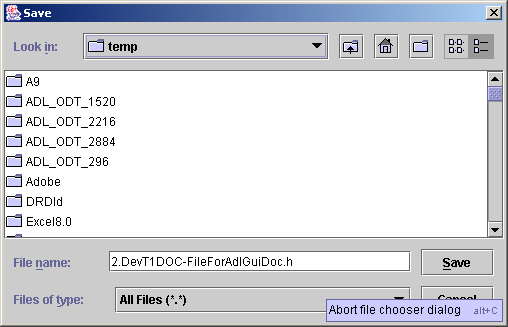 Save
Look in: temp
A9
ADL_ODT_1520
ADL_ODT_2216
ADL_ODT_2884
ADL_ODT_296
Adobe
DRDld
Excel8.0
File name: 2.DevT1DOC-FileForAdlGuiDoc.h Save
Files of type: All Files (*.*) Cancel
Abort file chooser dialog alt+C